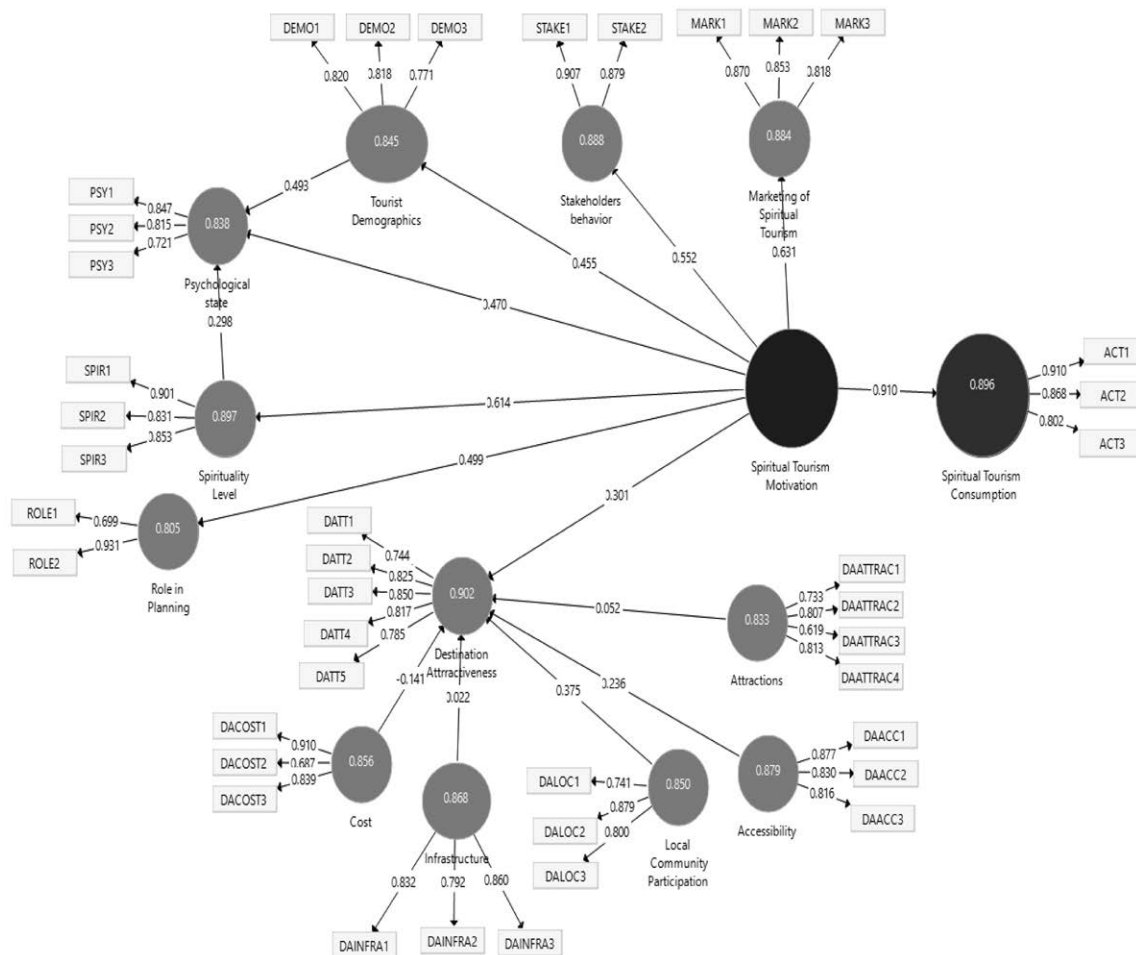 DEMO1
DEMO2
DEMO3
0.820
0.818
0.771
0.845
Tourist
Demographics
STAKE1
STAKE2
0.907
0.879
0.888
Stakeholders
behavior
MARK1
MARK2
MARK3
0.870
0.853
0.818
0.884
Marketing of
Spiritual
Tourism
0.631
0.493
0.455
0.552
PSY1
PSY2
PSY3
0.847
0.815
0.721
0.838
Psychological
state
0.298
0.470
SPIR1
SPIR2
SPIR3
0.901
0.831
0.853
0.897
Spirituality
Level
0.614
0.499
0.301
Spiritual Tourism
Motivation
0.910
0.896
Spiritual Tourism
Consumption
0.910
0.868
0.802
ACT1
ACT2
ACT3
ROLE1
ROLE2
0.699
0.931
0.805
Role in
Planning
DATT1
DATT2
DATT3
DATT4
DATT5
0.744
0.825
0.850
0.817
0.785
0.902
Destination
Attrractiveness
0.052
0.833
Attractions
0.733
0.807
0.619
0.813
DAATTRAC1
DAATTRAC2
DAATTRAC3
DAATTRAC4
-0.141
0.022
0.375
0.236
DACOST1
DACOST2
DACOST3
0.910
0.687
0.839
0.856
Cost
0.868
Infrastructure
0.832
0.792
0.860
DAINFRA1
DAINFRA2
DAINFRA3
DALOC1
DALOC2
DALOC3
0.741
0.879
0.800
0.850
Local
Community
Participation
0.879
Accessibility
0.877
0.830
0.816
DAACC1
DAACC2
DAACC3